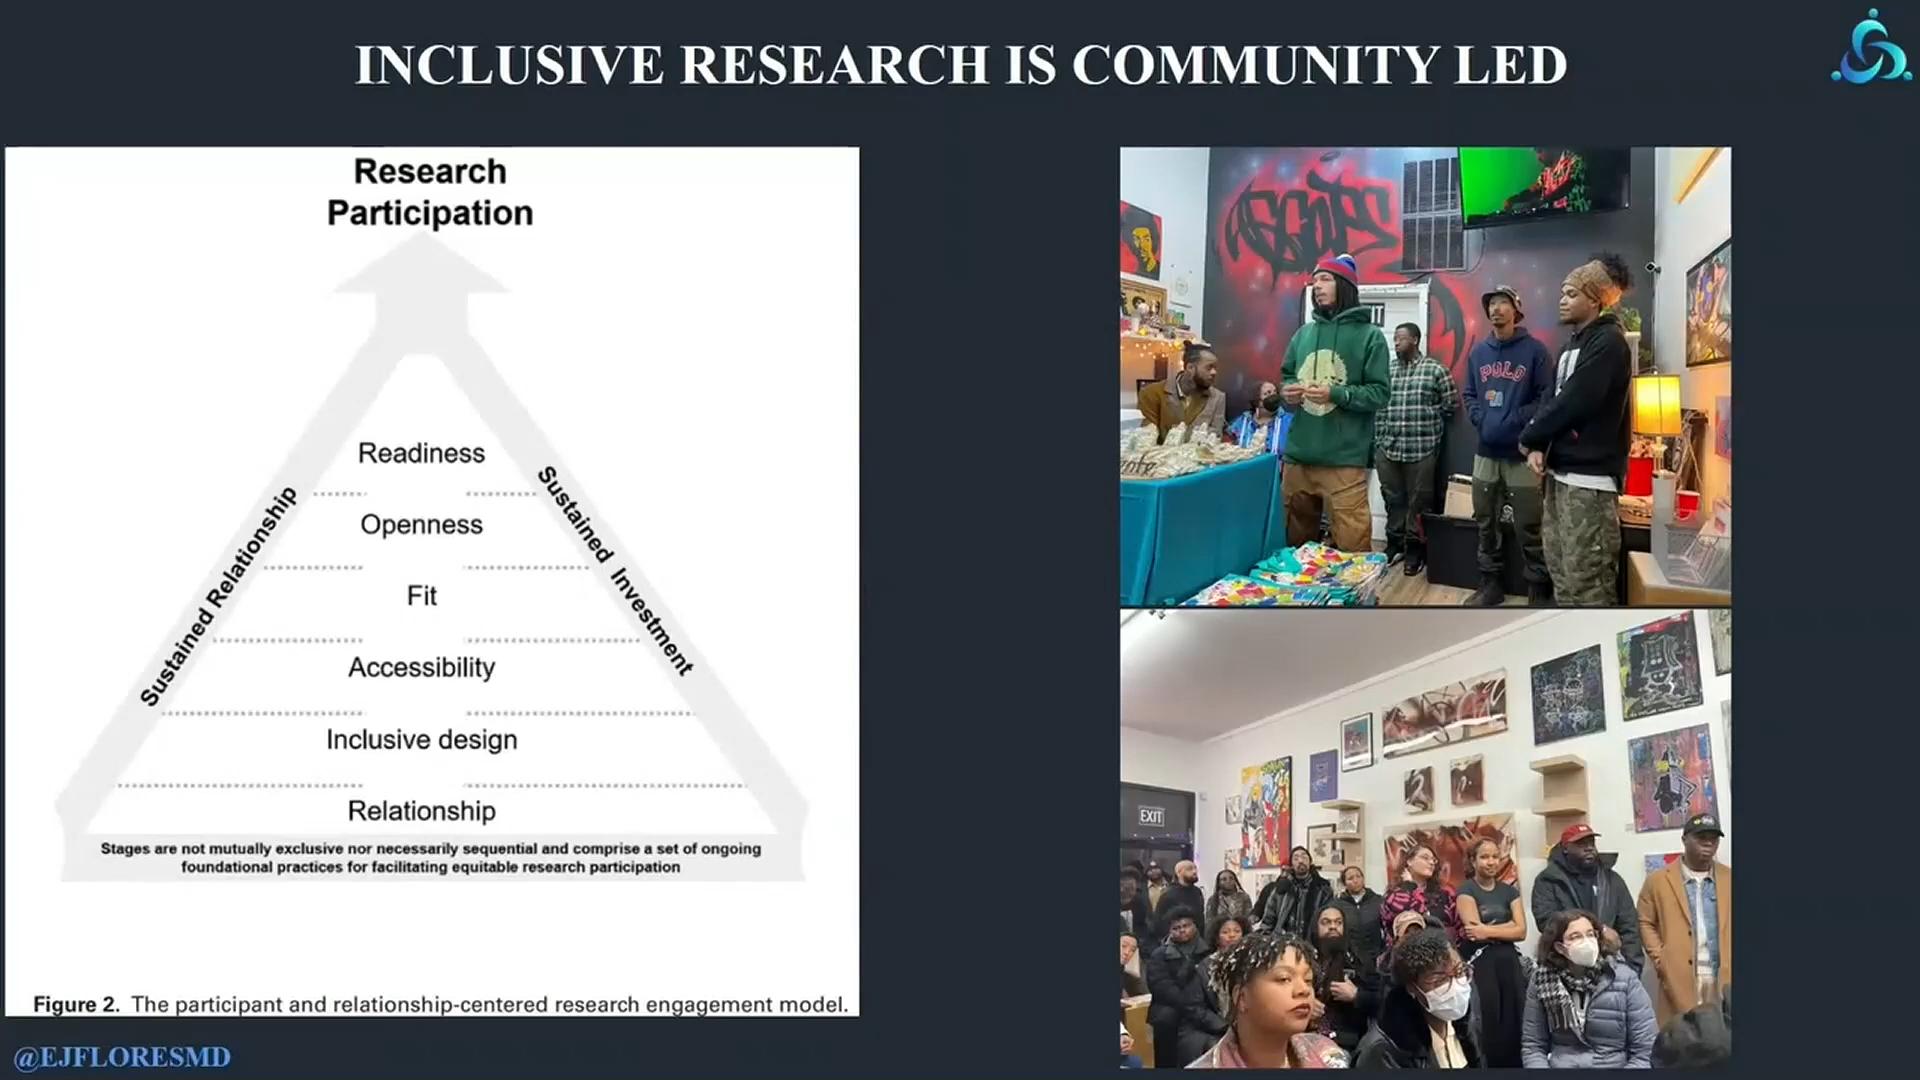 INCLUSIVE RESEARCH IS COMMUNITY LED
Research
Participation
Readiness
Openness
Fit
Accessibility
Inclusive design
Relationship
Sustained Relationship
Sustained Investment
Stages are not mutually exclusive nor necessarily sequential and comprise a set of ongoing
foundational practices for facilitating equitable research participation
Figure 2. The participant and relationship-centered research engagement model.
@EJFLORESMD
POLO
EXIT